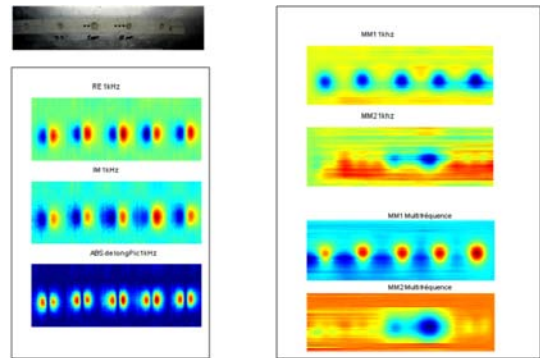 RE 1kHz
IM 1kHz
ABS de longPic1kHz
MM1 1khz
MM2 1khz
MM1 Multifréquence
MM2 Multifréquence